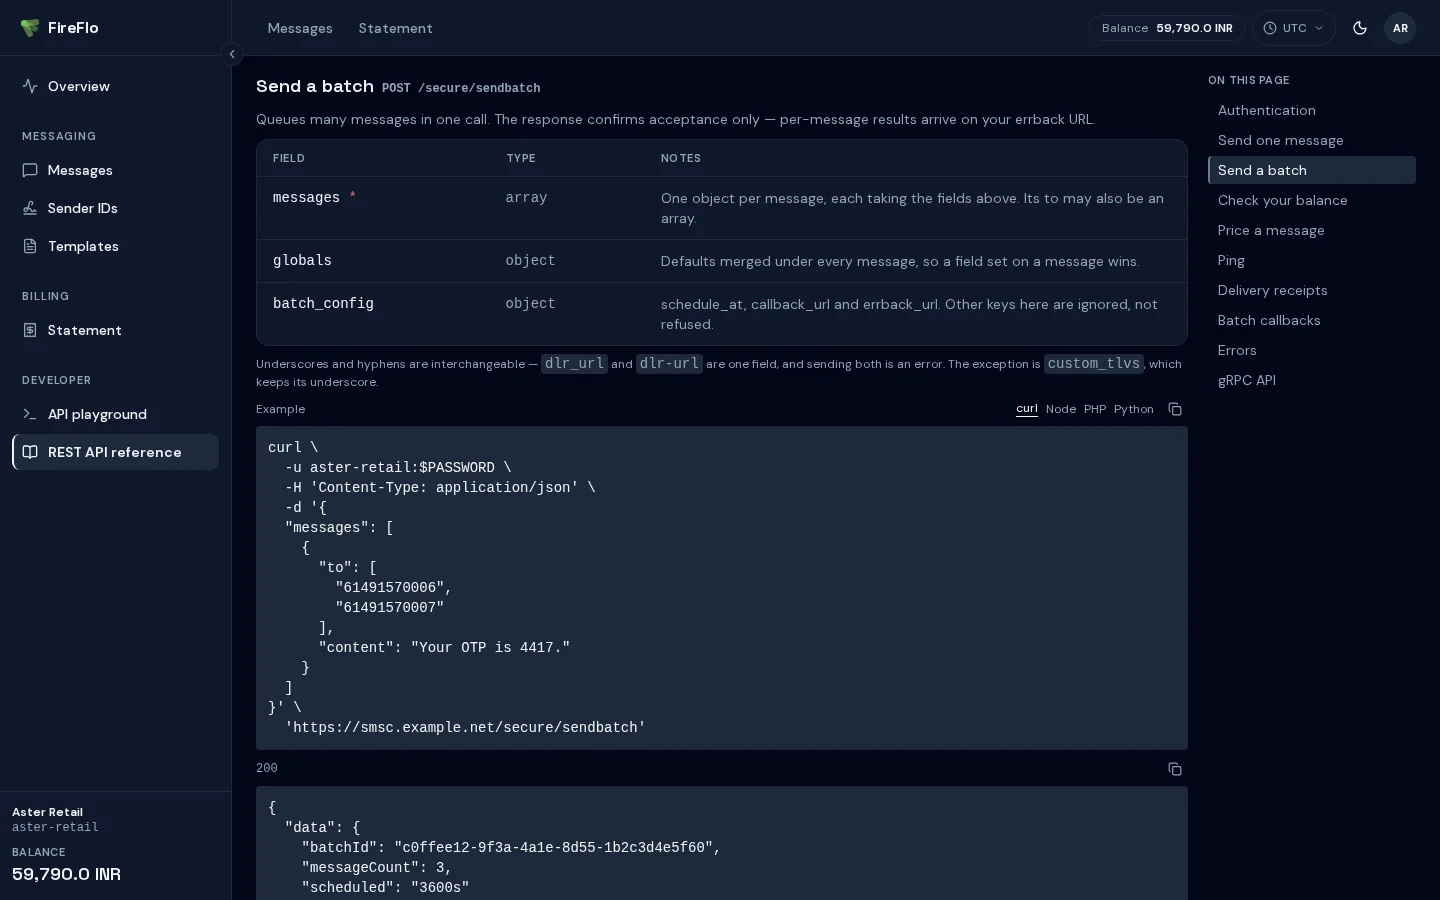 FireFlo
Messages Statement
Balance 59,790.0 INR
UTC
AR
Overview
MESSAGING
Messages
Sender IDs
Templates
BILLING
Statement
DEVELOPER
API playground
REST API reference
Aster Retail
aster-retail
BALANCE
59,790.0 INR
Send a batch POST /secure/sendbatch
Queues many messages in one call. The response confirms acceptance only — per-message results arrive on your errback URL.
FIELD TYPE NOTES
messages * array One object per message, each taking the fields above. Its to may also be an
array.
globals object Defaults merged under every message, so a field set on a message wins.
batch_config object schedule_at, callback_url and errback_url. Other keys here are ignored, not
refused.
Underscores and hyphens are interchangeable — dlr_url and dlr-url are one field, and sending both is an error. The exception is custom_tlvs, which
keeps its underscore.
Example curl Node PHP Python
curl \
  -u aster-retail:$PASSWORD \
  -H 'Content-Type: application/json' \
  -d '{
  "messages": [
    {
      "to": [
        "61491570006",
        "61491570007"
      ],
      "content": "Your OTP is 4417."
    }
  ]
}' \
  'https://smsc.example.net/secure/sendbatch'
200
{
  "data": {
    "batchId": "c0ffee12-9f3a-4a1e-8d55-1b2c3d4e5f60",
    "messageCount": 3,
    "scheduled": "3600s"
ON THIS PAGE
Authentication
Send one message
Send a batch
Check your balance
Price a message
Ping
Delivery receipts
Batch callbacks
Errors
gRPC API